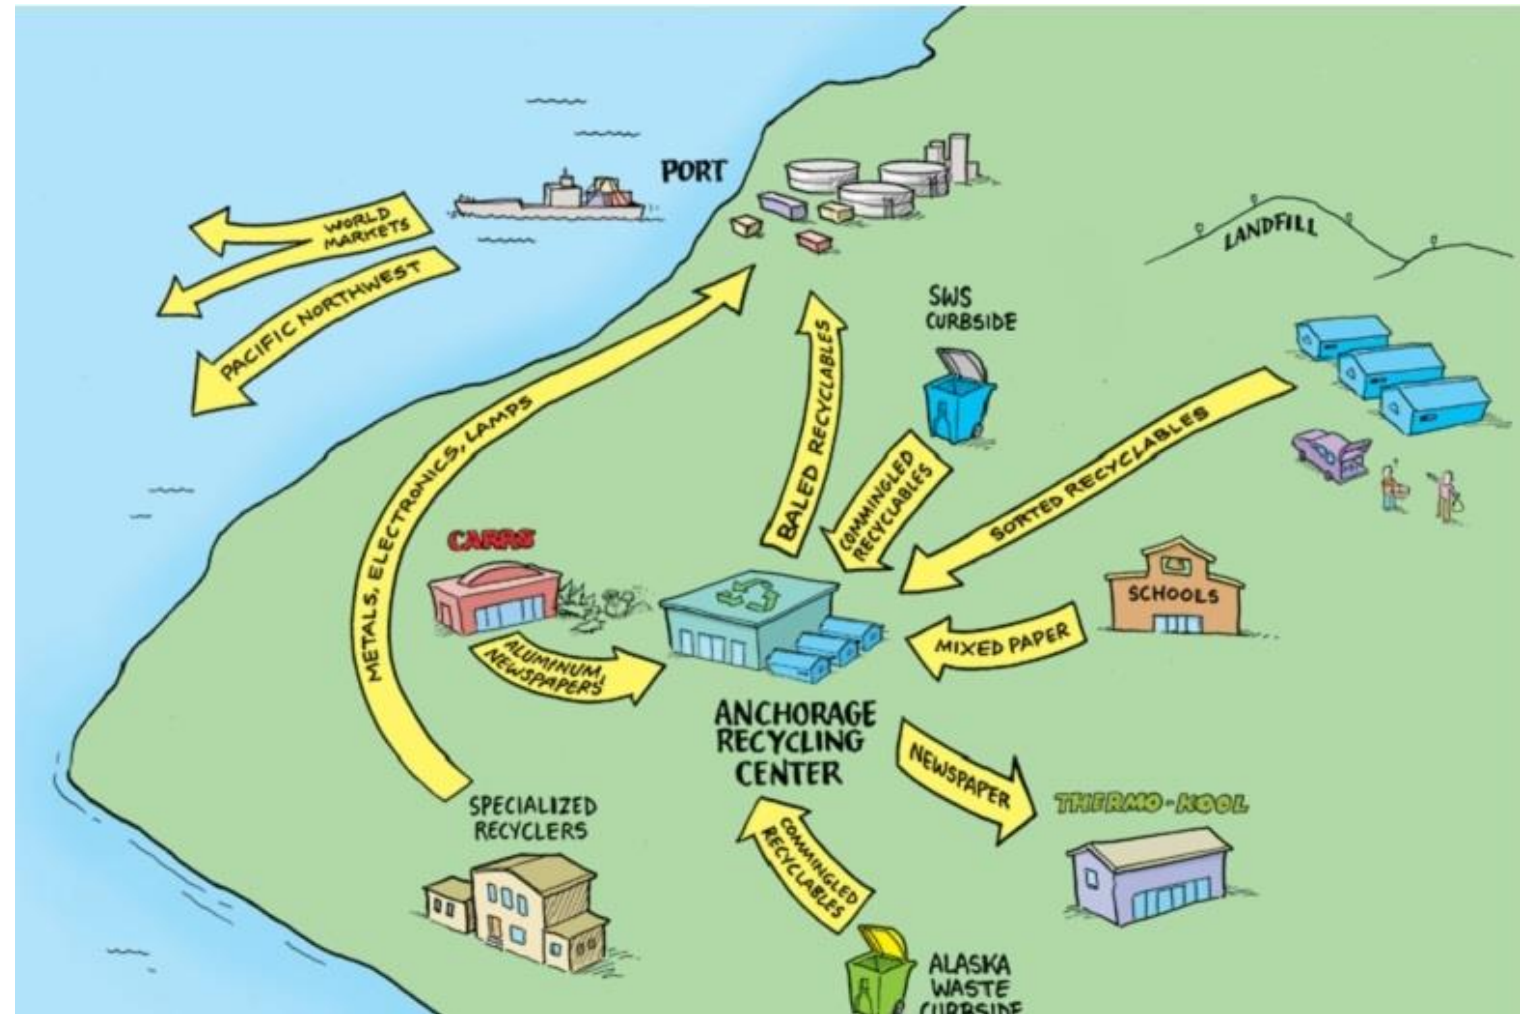 PORT
WORLD
MARKETS
PACIFIC NORTHWEST
LANDFILL
SWS
CURBSIDE
METALS, ELECTRONICS, LAMPS
BALED RECYCLABLES
COMMINGLED
RECYCLABLES
SORTED RECYCLABLES
CARRS
SCHOOLS
MIXED PAPER
ALUMINUM,
NEWSPAPERS
ANCHORAGE
RECYCLING
CENTER
NEWSPAPER
THERMO-KOOL
SPECIALIZED
RECYCLERS
COMMINGLED
RECYCLABLES
ALASKA
WASTE
CURBSIDE